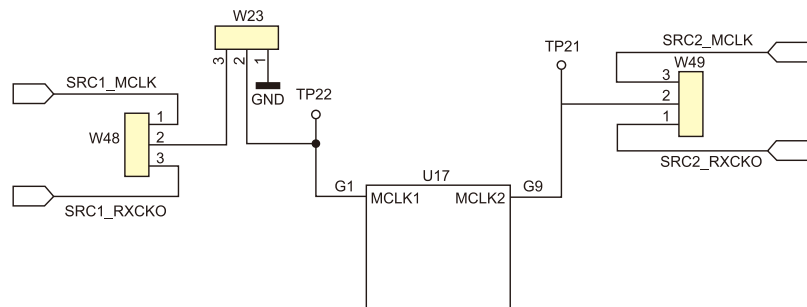 W23
3 2 1
GND
SRC1_MCLK
W48
1
2
3
SRC1_RXCKO
TP22
TP21
SRC2_MCLK
W49
3
2
1
SRC2_RXCKO
U17
G1
MCLK1
MCLK2
G9